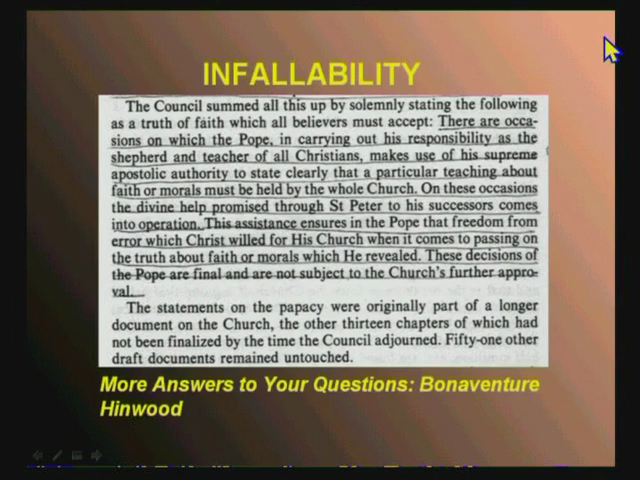 INFALLABILITY
The Council summed all this up by solemnly stating the following
as a truth of faith which all believers must accept: There are occa-
sions on which the Pope, in carrying out his responsibility as the
shepherd and teacher of all Christians, makes use of his supreme
apostolic authority to state clearly that a particular teaching about
faith or morals must be held by the whole Church. On these occasions
the divine help promised through St Peter to his successors comes
into operation. This assistance ensures in the Pope that freedom from
error which Christ willed for His Church when it comes to passing on
the truth about faith or morals which He revealed. These decisions of
the Pope are final and are not subject to the Church's further appro-
val.
The statements on the papacy were originally part of a longer
document on the Church, the other thirteen chapters of which had
not been finalized by the time the Council adjourned. Fifty-one other
draft documents remained untouched.
More Answers to Your Questions: Bonaventure
Hinwood